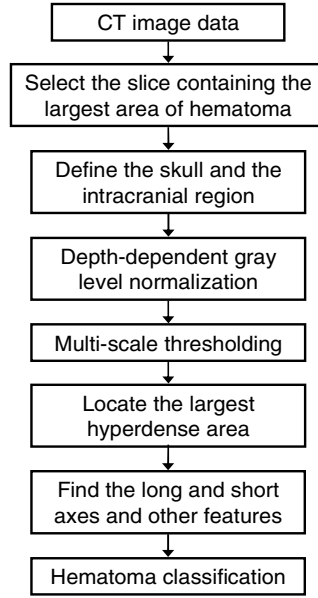 CT image data
Select the slice containing the
largest area of hematoma
Define the skull and the
intracranial region
Depth-dependent gray
level normalization
Multi-scale thresholding
Locate the largest
hyperdense area
Find the long and short
axes and other features
Hematoma classification